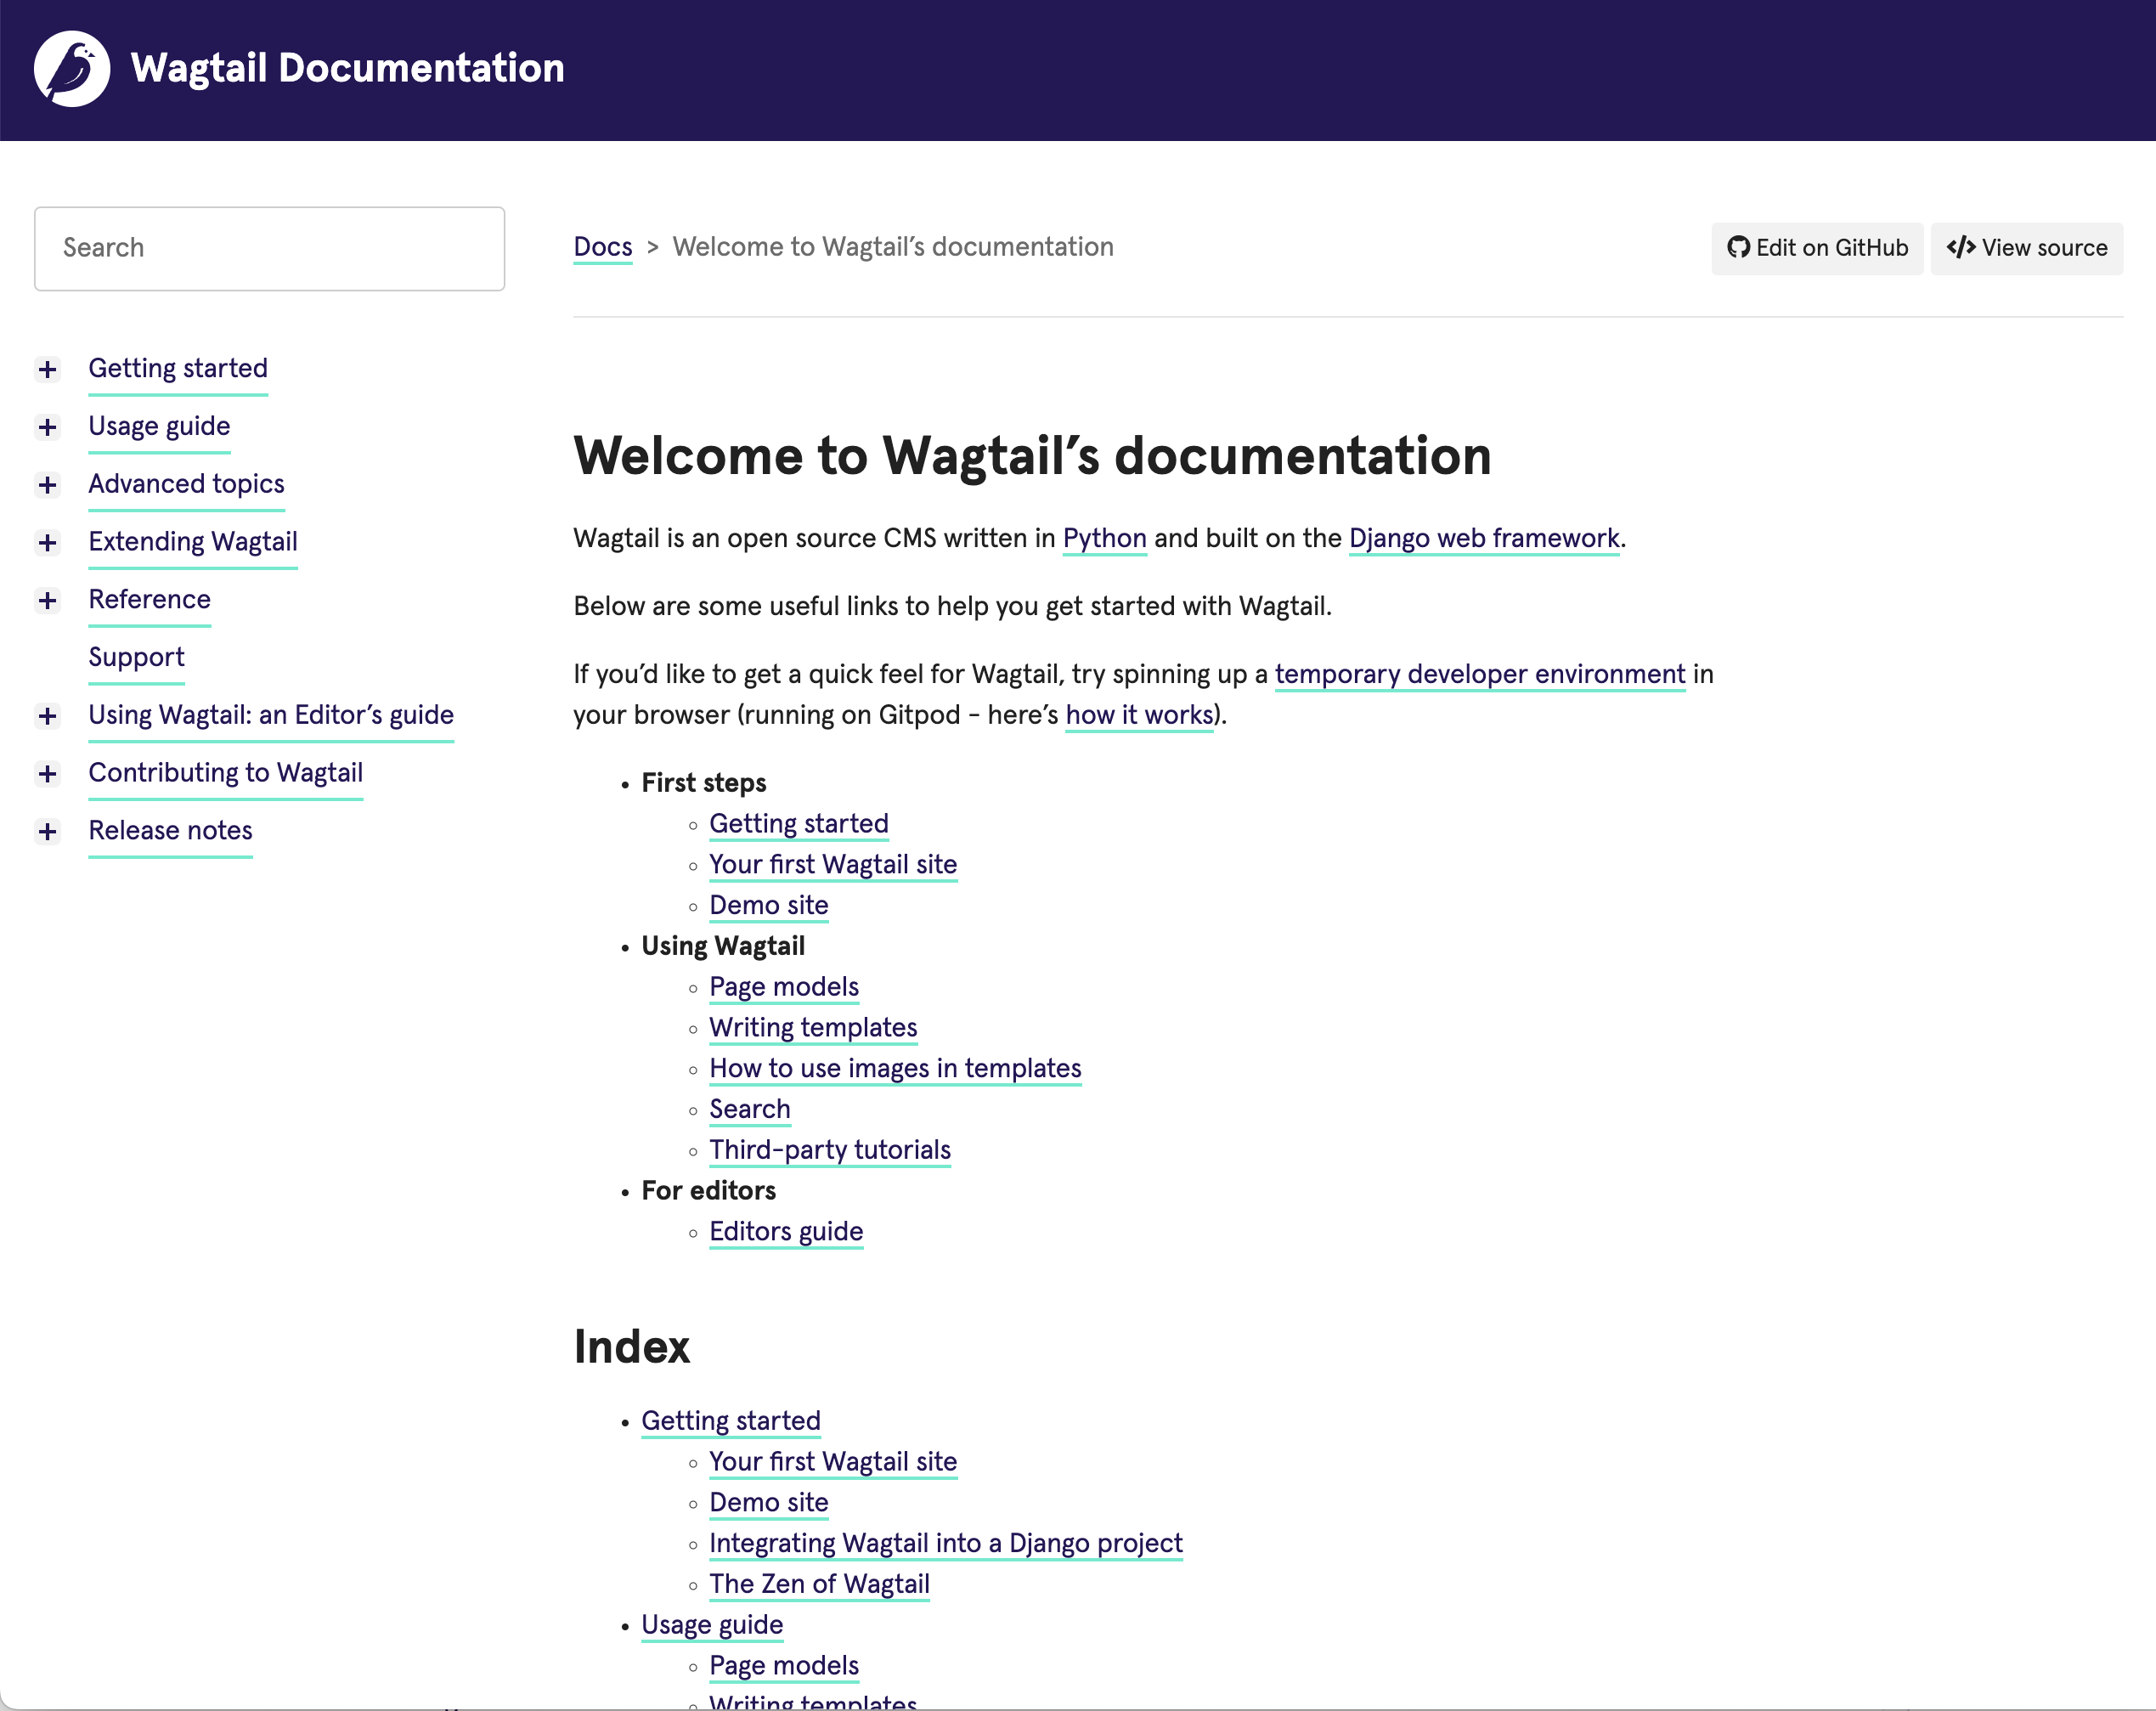 Wagtail Documentation
Search
Getting started
Usage guide
Advanced topics
Extending Wagtail
Reference
Support
Using Wagtail: an Editor’s guide
Contributing to Wagtail
Release notes
Docs > Welcome to Wagtail’s documentation
Edit on GitHub
View source
Welcome to Wagtail’s documentation
Wagtail is an open source CMS written in Python and built on the Django web framework.
Below are some useful links to help you get started with Wagtail.
If you’d like to get a quick feel for Wagtail, try spinning up a temporary developer environment in
your browser (running on Gitpod - here’s how it works).
First steps
Getting started
Your first Wagtail site
Demo site
Using Wagtail
Page models
Writing templates
How to use images in templates
Search
Third-party tutorials
For editors
Editors guide
Index
Getting started
Your first Wagtail site
Demo site
Integrating Wagtail into a Django project
The Zen of Wagtail
Usage guide
Page models
Writing templates